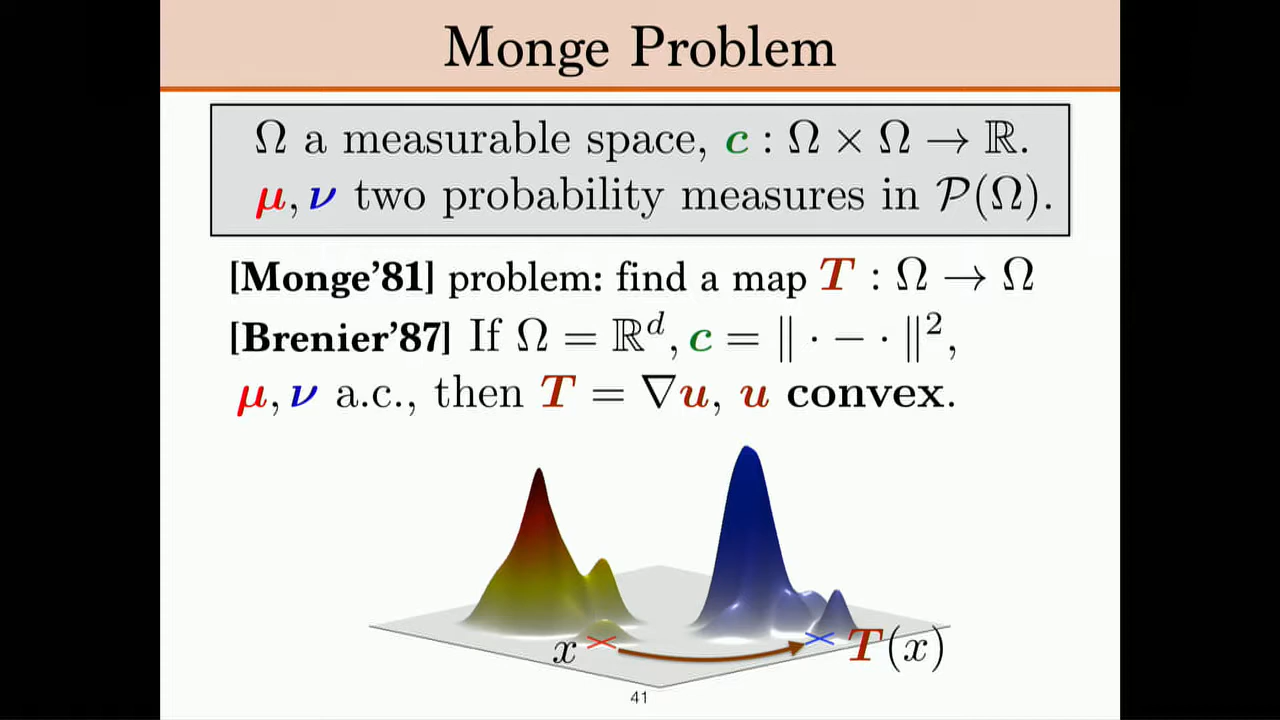 Monge Problem
Ω a measurable space, c : Ω × Ω → ℝ.
μ, ν two probability measures in 𝒫(Ω).
[Monge'81] problem: find a map T : Ω → Ω
[Brenier'87] If Ω = ℝᵈ, c = ‖ · − · ‖²,
μ, ν a.c., then T = ∇u, u convex.
x T(x)
41